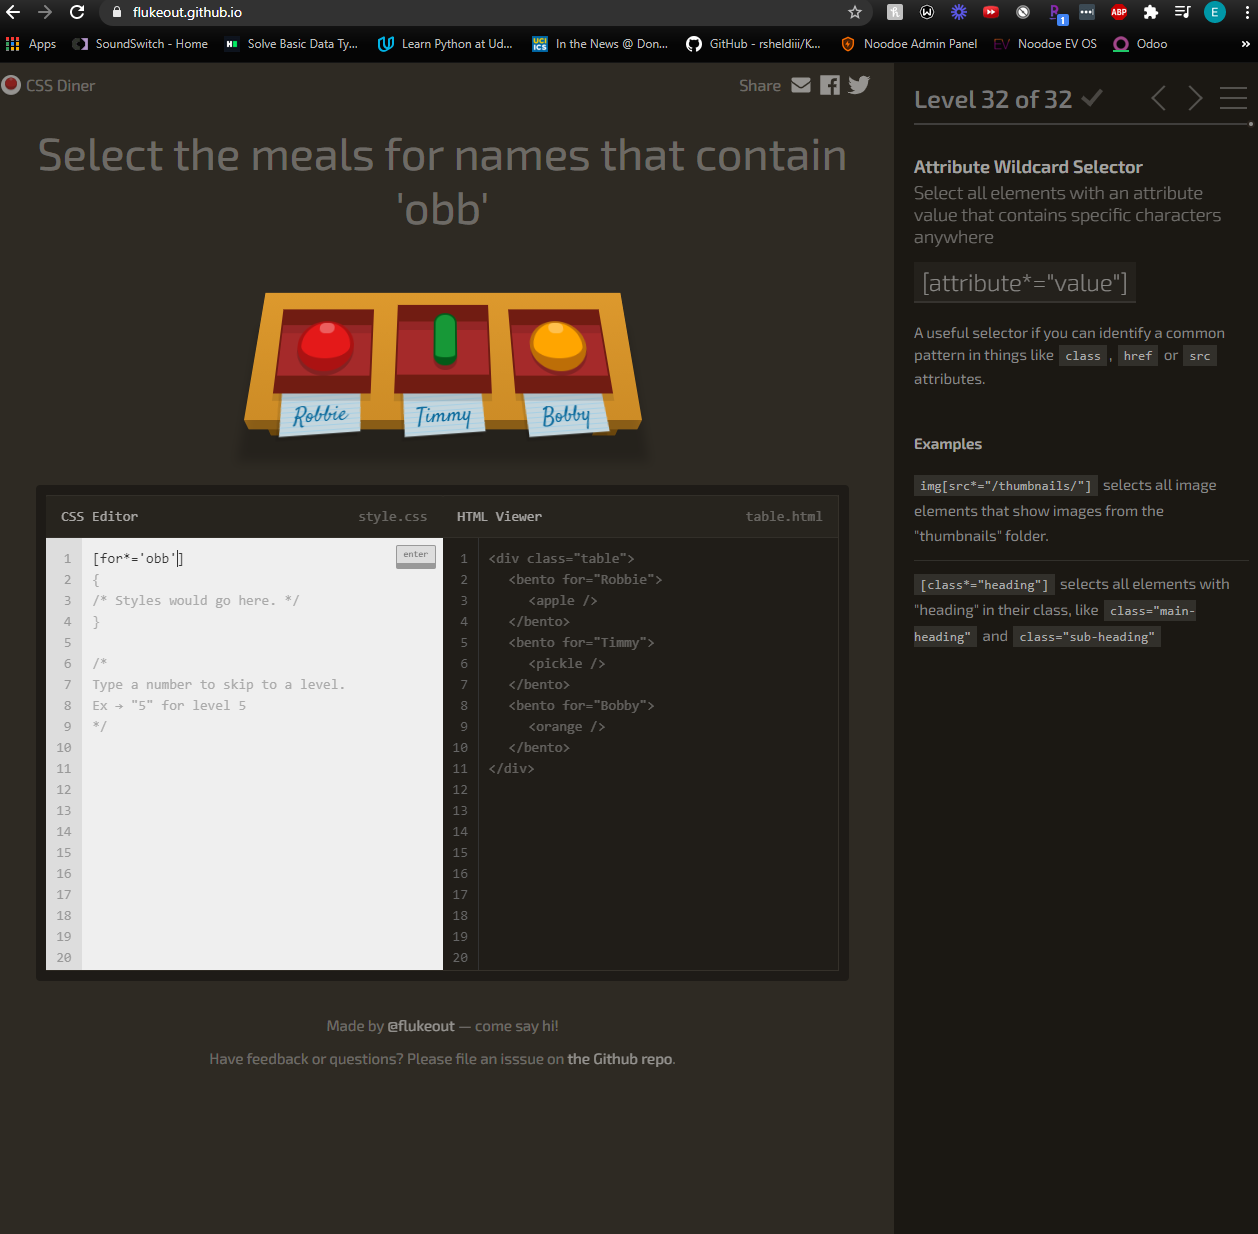 flukeout.github.io
Apps
SoundSwitch - Home
Solve Basic Data Ty...
Learn Python at Ud...
UCI ICS
In the News @ Don...
GitHub - rsheldiii/K...
Noodoe Admin Panel
EV
Noodoe EV OS
Odoo
»
ABP
1
E
CSS Diner
Share
Select the meals for names that contain
'obb'
Robbie
Timmy
Bobby
CSS Editor
style.css
HTML Viewer
table.html
1 [for*='obb']
enter
2 {
3 /* Styles would go here. */
4 }
5
6 /*
7 Type a number to skip to a level.
8 Ex → "5" for level 5
9 */
10
11
12
13
14
15
16
17
18
19
20
1 <div class="table">
2 <bento for="Robbie">
3 <apple />
4 </bento>
5 <bento for="Timmy">
6 <pickle />
7 </bento>
8 <bento for="Bobby">
9 <orange />
10 </bento>
11 </div>
12
13
14
15
16
17
18
19
20
Made by @flukeout — come say hi!
Have feedback or questions? Please file an isssue on the Github repo.
Level 32 of 32
Attribute Wildcard Selector
Select all elements with an attribute
value that contains specific characters
anywhere
[attribute*="value"]
A useful selector if you can identify a common
pattern in things like class, href or src
attributes.
Examples
img[src*="/thumbnails/"] selects all image
elements that show images from the
"thumbnails" folder.
[class*="heading"] selects all elements with
"heading" in their class, like class="main-
heading" and class="sub-heading"